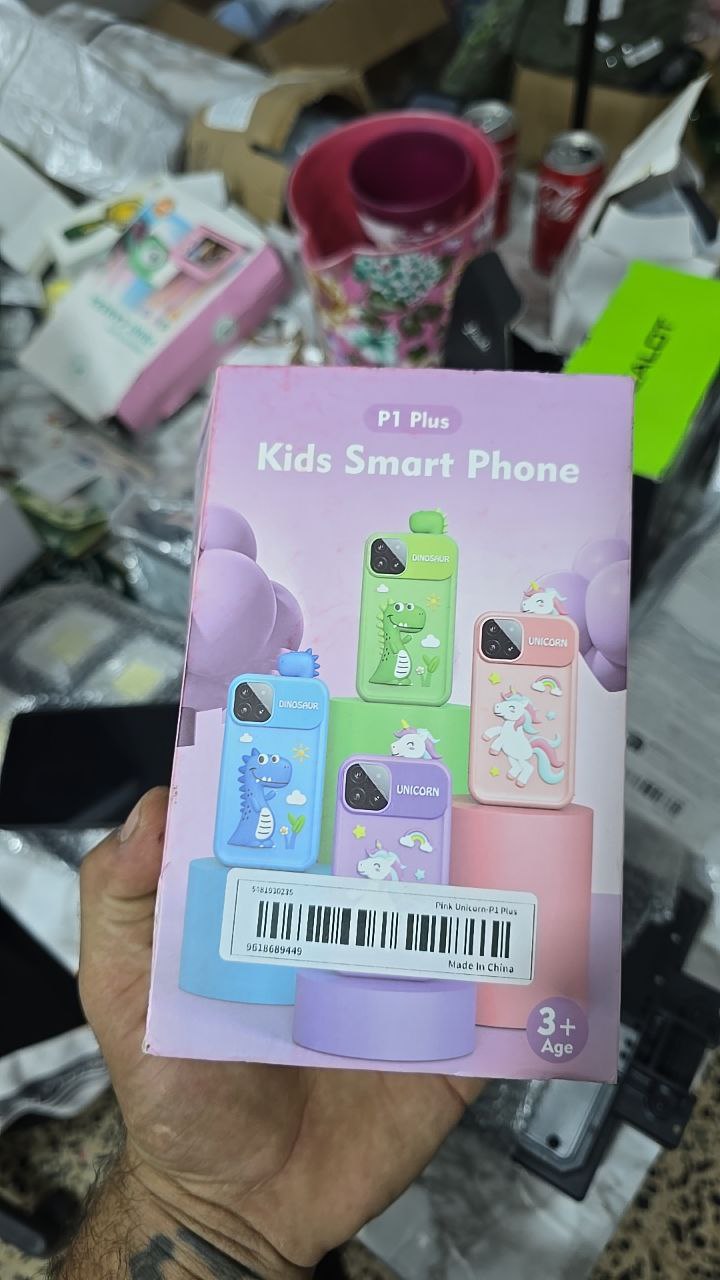 P1 Plus
Kids Smart Phone
DINOSAUR
UNICORN
DINOSAUR
UNICORN
5481910235
Pink Unicorn-P1 Plus
9618689449
Made In China
3+
Age